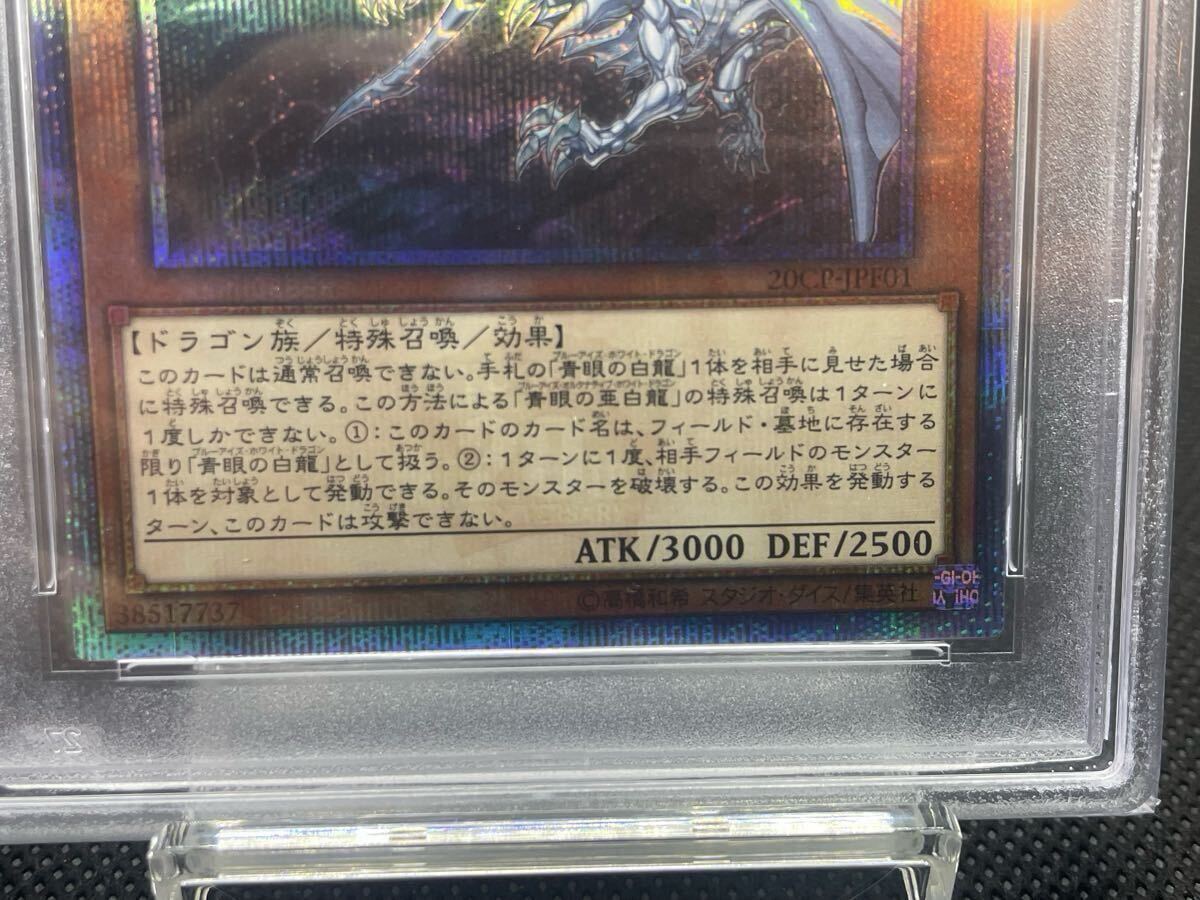 20CP-JPF01
【ドラゴン族／特殊召喚／効果】
このカードは通常召喚できない。手札の「青眼の白龍」1体を相手に見せた場合
に特殊召喚できる。この方法による「青眼の亜白龍」の特殊召喚は1ターンに
1度しかできない。①：このカードのカード名は、フィールド・墓地に存在する
限り「青眼の白龍」として扱う。②：1ターンに1度、相手フィールドのモンスター
1体を対象として発動できる。そのモンスターを破壊する。この効果を発動する
ターン、このカードは攻撃できない。
ATK/3000 DEF/2500
38517737
©高橋和希 スタジオ・ダイス/集英社
27